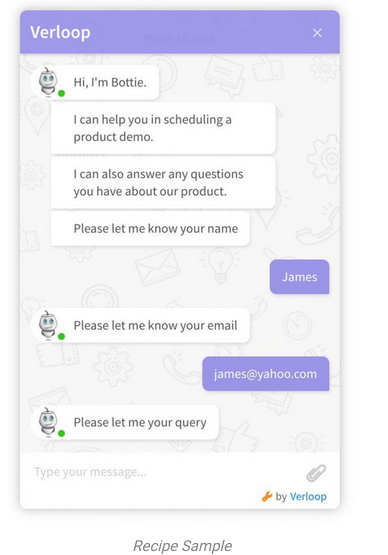 Verloop
Hi, I'm Bottie.
I can help you in scheduling a
product demo.
I can also answer any questions
you have about our product.
Please let me know your name
James
Please let me know your email
james@yahoo.com
Please let me your query
Type your message...
by Verloop
Recipe Sample